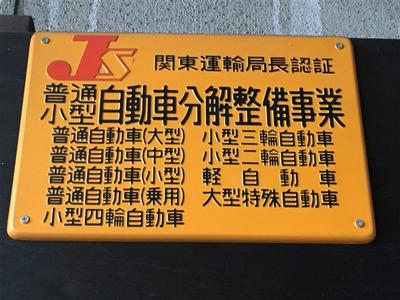 JS 関東運輸局長認証
普通
小型 自動車分解整備事業
普通自動車(大型) 小型三輪自動車
普通自動車(中型) 小型二輪自動車
普通自動車(小型) 軽自動車
普通自動車(乗用) 大型特殊自動車
小型四輪自動車